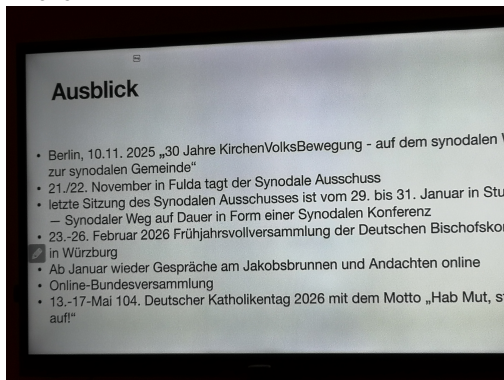 Ausblick
• Berlin, 10.11. 2025 „30 Jahre KirchenVolksBewegung - auf dem synodalen
zur synodalen Gemeinde“
• 21./22. November in Fulda tagt der Synodale Ausschuss
• letzte Sitzung des Synodalen Ausschusses ist vom 29. bis 31. Januar in
— Synodaler Weg auf Dauer in Form einer Synodalen Konferenz
• 23.-26. Februar 2026 Frühjahrsvollversammlung der Deutschen
in Würzburg
• Ab Januar wieder Gespräche am Jakobsbrunnen und Andachten online
• Online-Bundesversammlung
• 13.-17-Mai 104. Deutscher Katholikentag 2026 mit dem Motto „Hab Mut,
auf!“